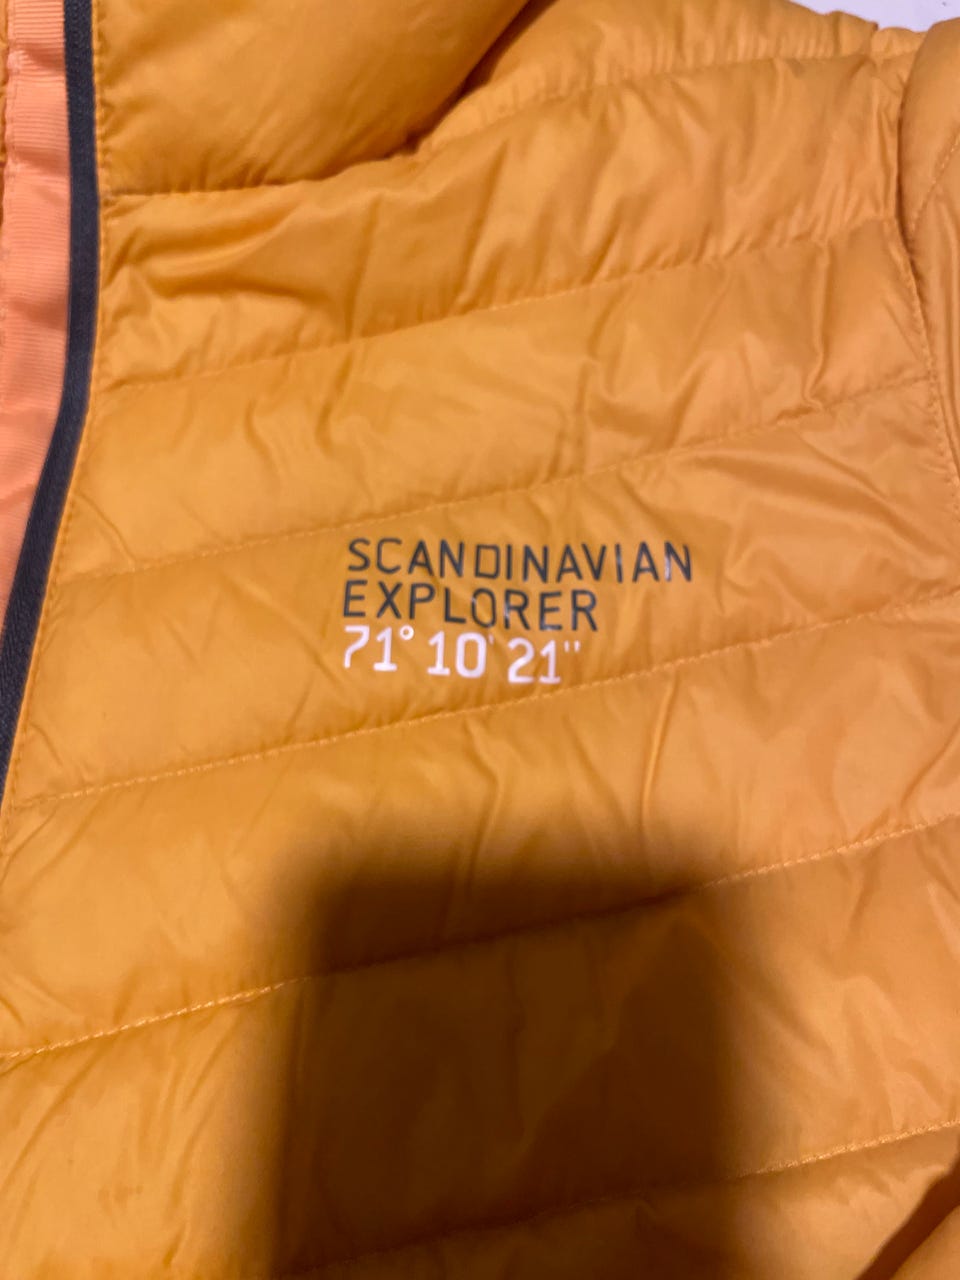 SCANDINAVIAN
EXPLORER
71° 10' 21"